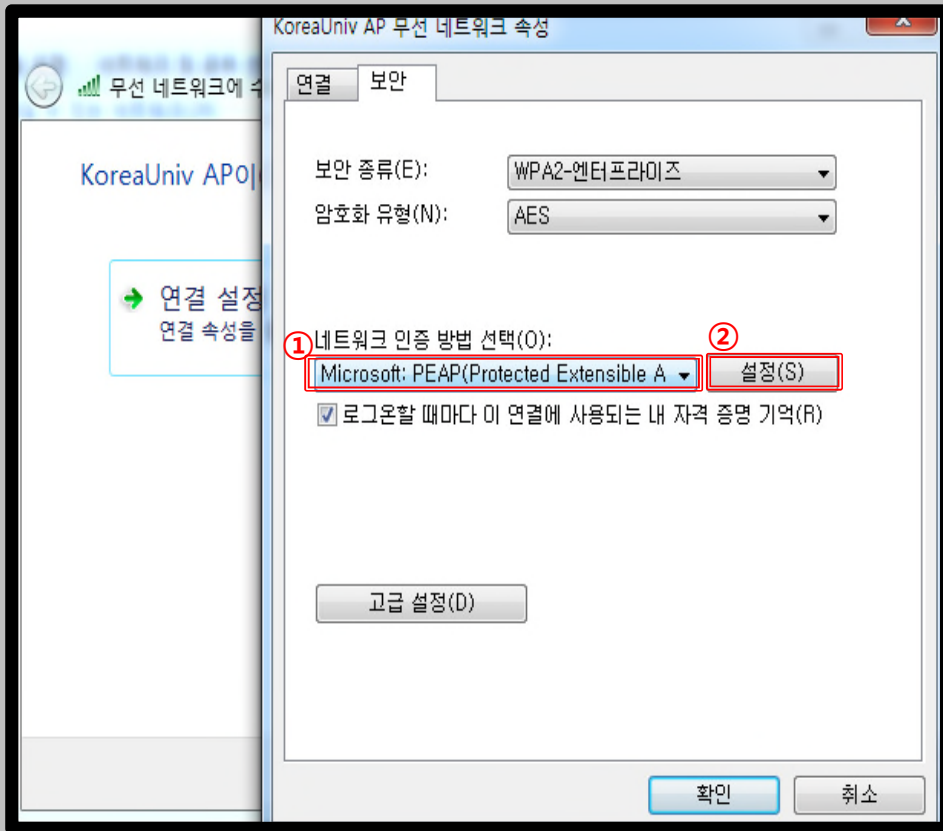 KoreaUniv AP 무선 네트워크 속성
무선 네트워크에 수
연결
보안
KoreaUniv AP이
보안 종류(E):
WPA2-엔터프라이즈
암호화 유형(N):
AES
연결 설정
연결 속성을
① 네트워크 인증 방법 선택(O):
②
Microsoft: PEAP(Protected Extensible A
설정(S)
로그온할 때마다 이 연결에 사용되는 내 자격 증명 기억(R)
고급 설정(D)
확인
취소